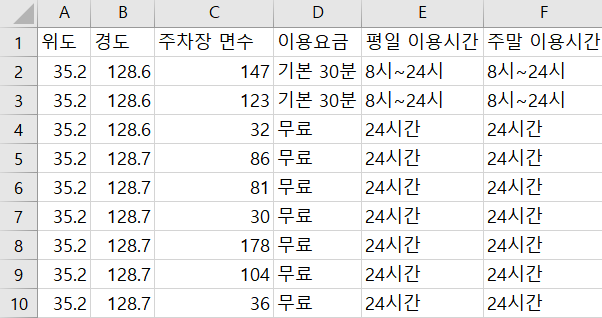 A B C D E F
1 위도 경도 주차장 면수 이용요금 평일 이용시간 주말 이용시간
2 35.2 128.6 147 기본 30분 8시~24시 8시~24시
3 35.2 128.6 123 기본 30분 8시~24시 8시~24시
4 35.2 128.6 32 무료 24시간 24시간
5 35.2 128.7 86 무료 24시간 24시간
6 35.2 128.7 81 무료 24시간 24시간
7 35.2 128.7 30 무료 24시간 24시간
8 35.2 128.7 178 무료 24시간 24시간
9 35.2 128.7 104 무료 24시간 24시간
10 35.2 128.7 36 무료 24시간 24시간